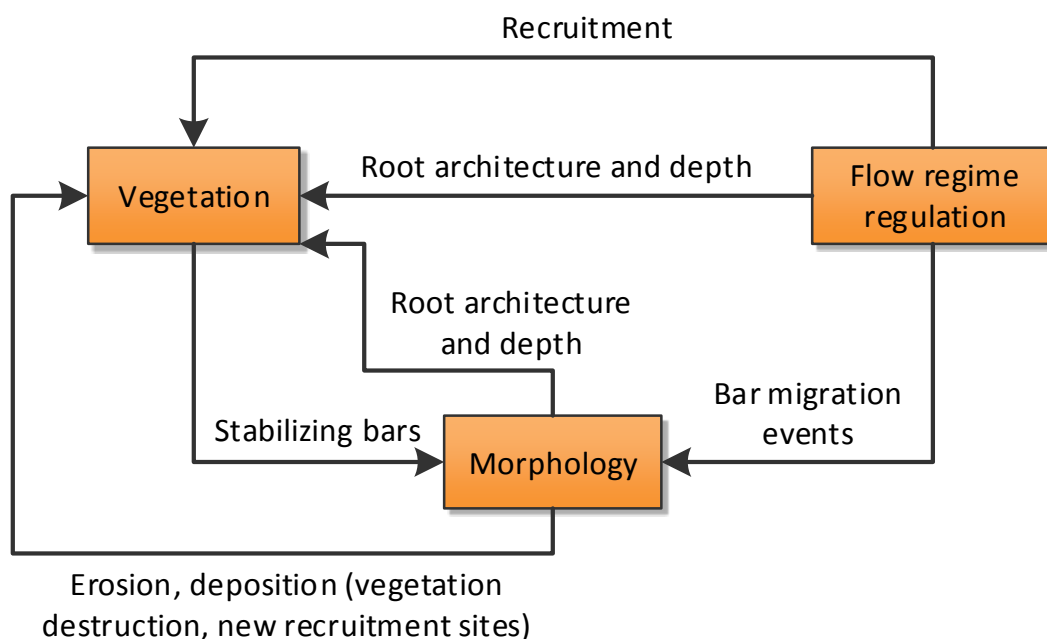 Recruitment
Vegetation
Root architecture and depth
Flow regime
regulation
Root architecture
and depth
Stabilizing bars
Morphology
Bar migration
events
Erosion, deposition (vegetation
destruction, new recruitment sites)